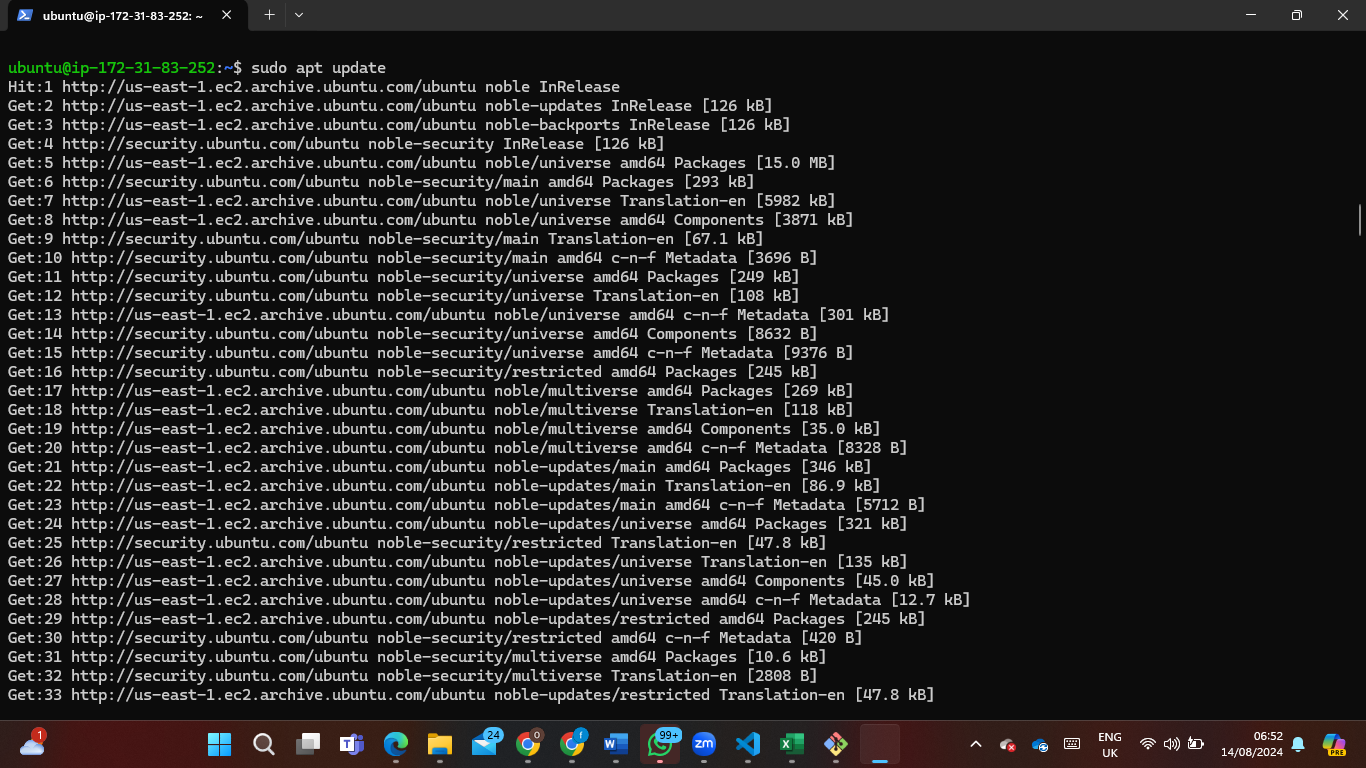 ubuntu@ip-172-31-83-252: ~
ubuntu@ip-172-31-83-252:~$ sudo apt update
Hit:1 http://us-east-1.ec2.archive.ubuntu.com/ubuntu noble InRelease
Get:2 http://us-east-1.ec2.archive.ubuntu.com/ubuntu noble-updates InRelease [126 kB]
Get:3 http://us-east-1.ec2.archive.ubuntu.com/ubuntu noble-backports InRelease [126 kB]
Get:4 http://security.ubuntu.com/ubuntu noble-security InRelease [126 kB]
Get:5 http://us-east-1.ec2.archive.ubuntu.com/ubuntu noble/universe amd64 Packages [15.0 MB]
Get:6 http://security.ubuntu.com/ubuntu noble-security/main amd64 Packages [293 kB]
Get:7 http://us-east-1.ec2.archive.ubuntu.com/ubuntu noble/universe Translation-en [5982 kB]
Get:8 http://us-east-1.ec2.archive.ubuntu.com/ubuntu noble/universe amd64 Components [3871 kB]
Get:9 http://security.ubuntu.com/ubuntu noble-security/main Translation-en [67.1 kB]
Get:10 http://security.ubuntu.com/ubuntu noble-security/main amd64 c-n-f Metadata [3696 B]
Get:11 http://security.ubuntu.com/ubuntu noble-security/universe amd64 Packages [249 kB]
Get:12 http://security.ubuntu.com/ubuntu noble-security/universe Translation-en [108 kB]
Get:13 http://us-east-1.ec2.archive.ubuntu.com/ubuntu noble/universe amd64 c-n-f Metadata [301 kB]
Get:14 http://security.ubuntu.com/ubuntu noble-security/universe amd64 Components [8632 B]
Get:15 http://security.ubuntu.com/ubuntu noble-security/universe amd64 c-n-f Metadata [9376 B]
Get:16 http://security.ubuntu.com/ubuntu noble-security/restricted amd64 Packages [245 kB]
Get:17 http://us-east-1.ec2.archive.ubuntu.com/ubuntu noble/multiverse amd64 Packages [269 kB]
Get:18 http://us-east-1.ec2.archive.ubuntu.com/ubuntu noble/multiverse Translation-en [118 kB]
Get:19 http://us-east-1.ec2.archive.ubuntu.com/ubuntu noble/multiverse amd64 Components [35.0 kB]
Get:20 http://us-east-1.ec2.archive.ubuntu.com/ubuntu noble/multiverse amd64 c-n-f Metadata [8328 B]
Get:21 http://us-east-1.ec2.archive.ubuntu.com/ubuntu noble-updates/main amd64 Packages [346 kB]
Get:22 http://us-east-1.ec2.archive.ubuntu.com/ubuntu noble-updates/main Translation-en [86.9 kB]
Get:23 http://us-east-1.ec2.archive.ubuntu.com/ubuntu noble-updates/main amd64 c-n-f Metadata [5712 B]
Get:24 http://us-east-1.ec2.archive.ubuntu.com/ubuntu noble-updates/universe amd64 Packages [321 kB]
Get:25 http://security.ubuntu.com/ubuntu noble-security/restricted Translation-en [47.8 kB]
Get:26 http://us-east-1.ec2.archive.ubuntu.com/ubuntu noble-updates/universe Translation-en [135 kB]
Get:27 http://us-east-1.ec2.archive.ubuntu.com/ubuntu noble-updates/universe amd64 Components [45.0 kB]
Get:28 http://us-east-1.ec2.archive.ubuntu.com/ubuntu noble-updates/universe amd64 c-n-f Metadata [12.7 kB]
Get:29 http://us-east-1.ec2.archive.ubuntu.com/ubuntu noble-updates/restricted amd64 Packages [245 kB]
Get:30 http://security.ubuntu.com/ubuntu noble-security/restricted amd64 c-n-f Metadata [420 B]
Get:31 http://security.ubuntu.com/ubuntu noble-security/multiverse amd64 Packages [10.6 kB]
Get:32 http://security.ubuntu.com/ubuntu noble-security/multiverse Translation-en [2808 B]
Get:33 http://us-east-1.ec2.archive.ubuntu.com/ubuntu noble-updates/restricted Translation-en [47.8 kB]
1
24
0
f
99+
zm
ENG
UK
06:52
14/08/2024
PRE